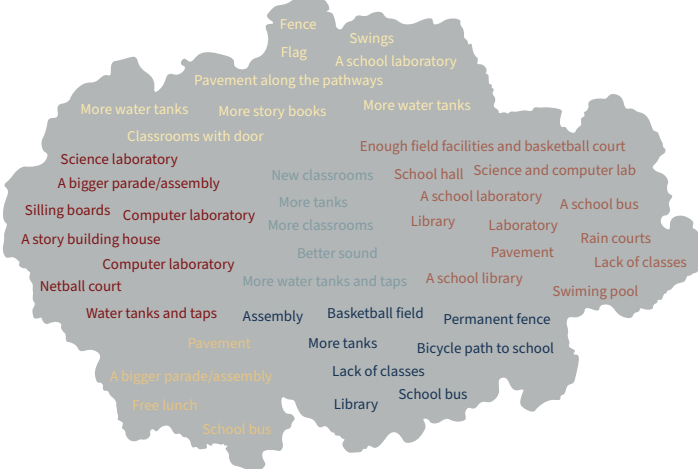 Fence
Swings
Flag
A school laboratory
Pavement along the pathways
More water tanks
More story books
More water tanks
Classrooms with door
Enough field facilities and basketball court
Science laboratory
New classrooms
School hall
Science and computer lab
A bigger parade/assembly
More tanks
A school laboratory
A school bus
Silling boards
Computer laboratory
More classrooms
Library
Laboratory
A story building house
Rain courts
Better sound
Pavement
Computer laboratory
Lack of classes
Netball court
More water tanks and taps
A school library
Swiming pool
Water tanks and taps
Assembly
Basketball field
Permanent fence
Pavement
More tanks
Bicycle path to school
A bigger parade/assembly
Lack of classes
Free lunch
Library
School bus
School bus